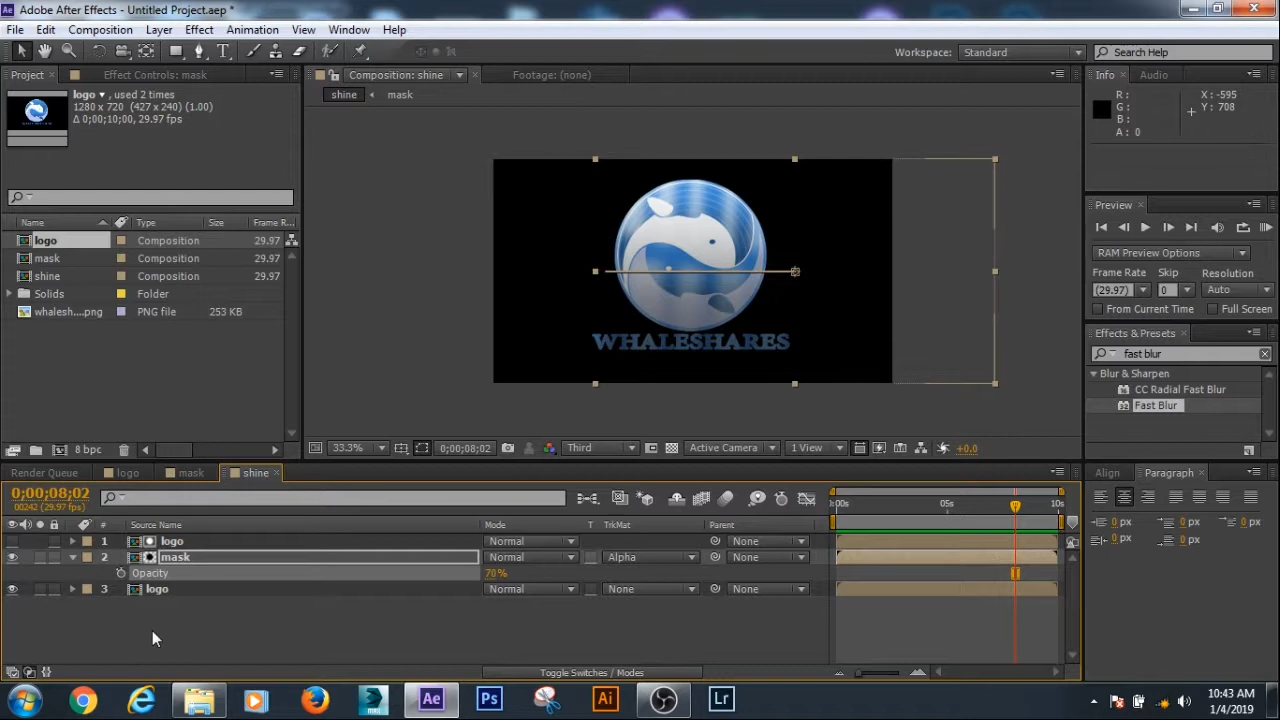 Adobe After Effects - Untitled Project.aep *
File Edit Composition Layer Effect Animation View Window Help
Workspace: Standard
Search Help
Project
Effect Controls: mask
Composition: shine
Footage: (none)
Info
Audio
logo ▾ , used 2 times
1280 x 720 (427 x 240) (1.00)
Δ 0;00;10;00, 29.97 fps
shine
mask
R :
G :
B :
A : 0
X : -595
Y : 708
Name Type Size Frame R...
logo Composition 29.97
mask Composition 29.97
shine Composition 29.97
Solids Folder
whalesh....png PNG file 253 KB
WHALESHARES
Preview
RAM Preview Options
Frame Rate Skip Resolution
(29.97) 0 Auto
From Current Time Full Screen
Effects & Presets
fast blur
Blur & Sharpen
CC Radial Fast Blur
Fast Blur
8 bpc
33.3%
0;00;08;02
Third
Active Camera
1 View
+0.0
Render Queue
logo
mask
shine
Align
Paragraph
0;00;08;02
00242 (29.97 fps)
:00s 05s 10s
# Source Name Mode T TrkMat Parent
1 logo Normal None
2 mask Normal Alpha None
Opacity 70%
3 logo Normal None None
0 px 0 px 0 px
0 px 0 px
Toggle Switches / Modes
Ae Ps Ai Lr
10:43 AM
1/4/2019